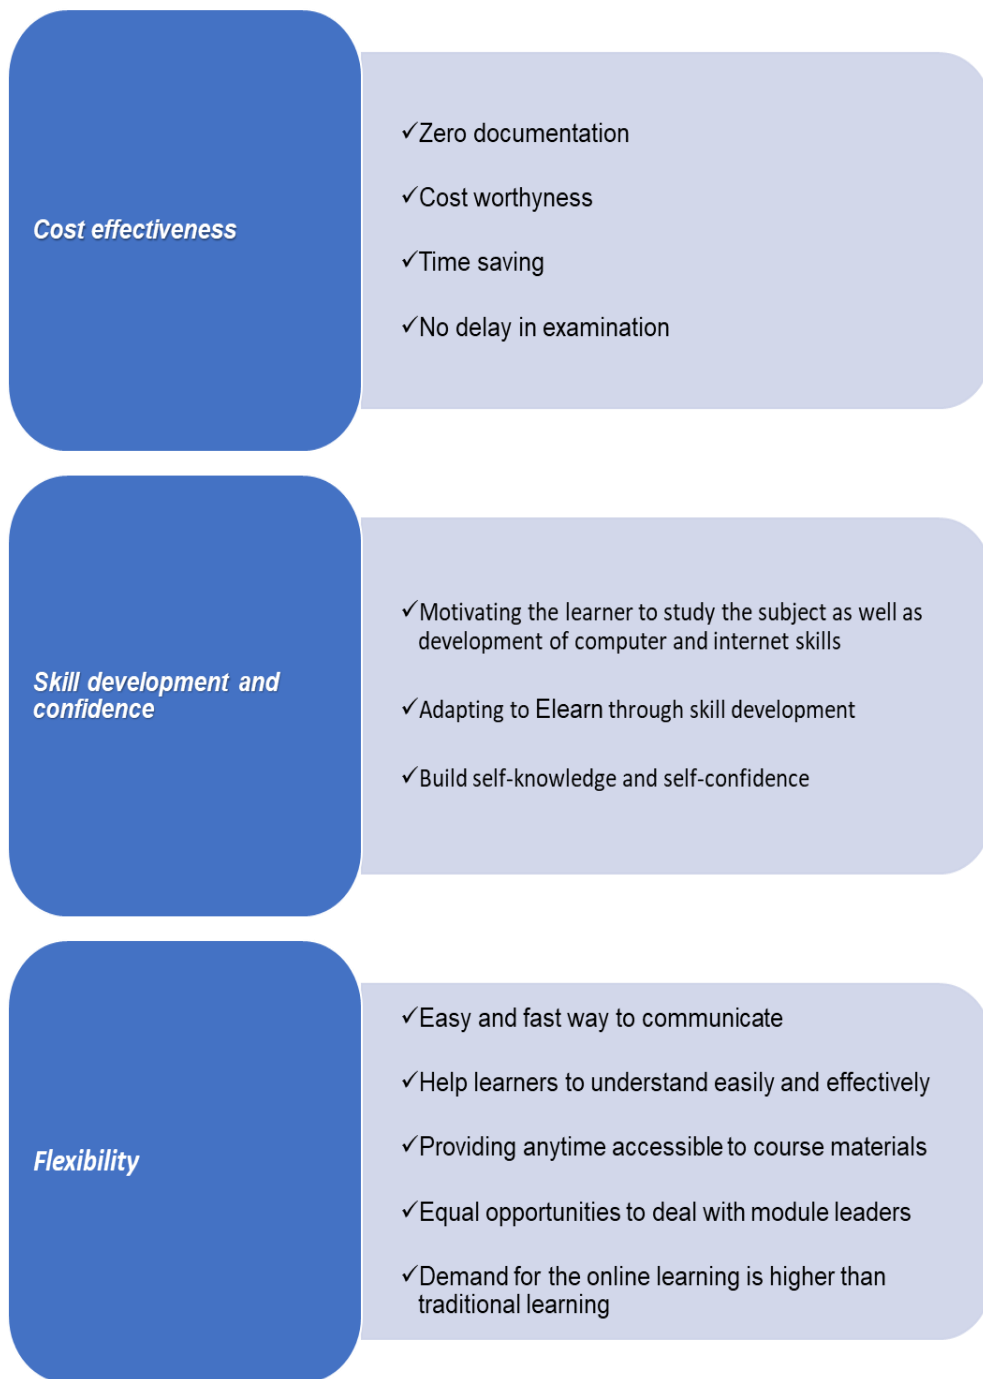 Cost effectiveness
✓Zero documentation
✓Cost worthyness
✓Time saving
✓No delay in examination
Skill development and
confidence
✓Motivating the learner to study the subject as well as
development of computer and internet skills
✓Adapting to Elearn through skill development
✓Build self-knowledge and self-confidence
Flexibility
✓Easy and fast way to communicate
✓Help learners to understand easily and effectively
✓Providing anytime accessible to course materials
✓Equal opportunities to deal with module leaders
✓Demand for the online learning is higher than
traditional learning